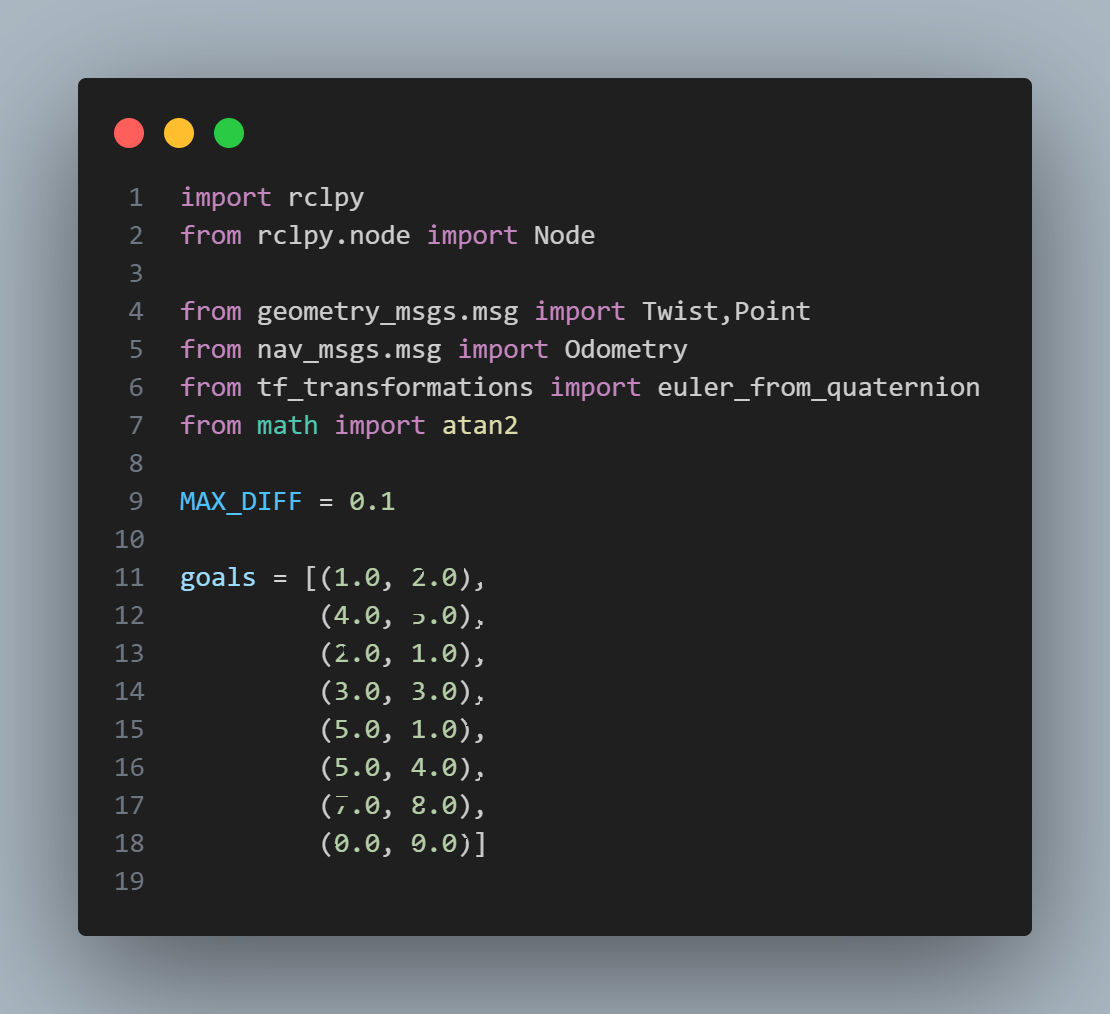 1 import rclpy
2 from rclpy.node import Node
3
4 from geometry_msgs.msg import Twist,Point
5 from nav_msgs.msg import Odometry
6 from tf_transformations import euler_from_quaternion
7 from math import atan2
8
9 MAX_DIFF = 0.1
10
11 goals = [(1.0, 2.0),
12 (4.0,
13 (2.0, 1.0),
14 (3.0, 3.0),
15 (5.0, 1.0),
16 (5.0, 4.0),
17 (7.0, 8.0),
18 (0.0,
19